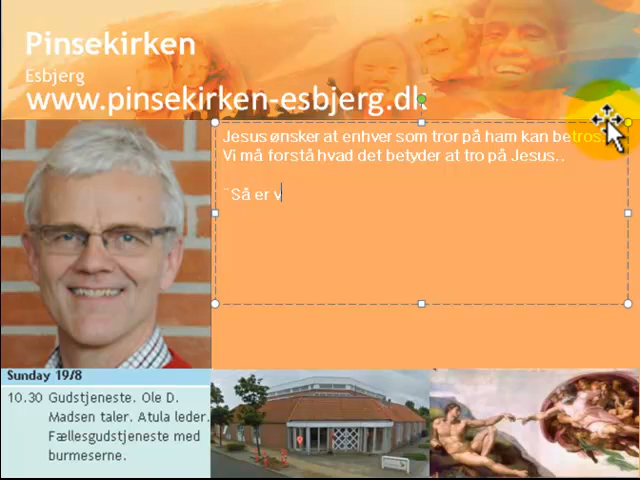 Pinsekirken
Esbjerg
www.pinsekirken-esbjerg.dk
Jesus ønsker at enhver som tror på ham kan betros
Vi må forstå hvad det betyder at tro på Jesus..
¨Så er v
Sunday 19/8
10.30 Gudstjeneste. Ole D.
Madsen taler. Atula leder.
Fællesgudstjeneste med
burmeserne.